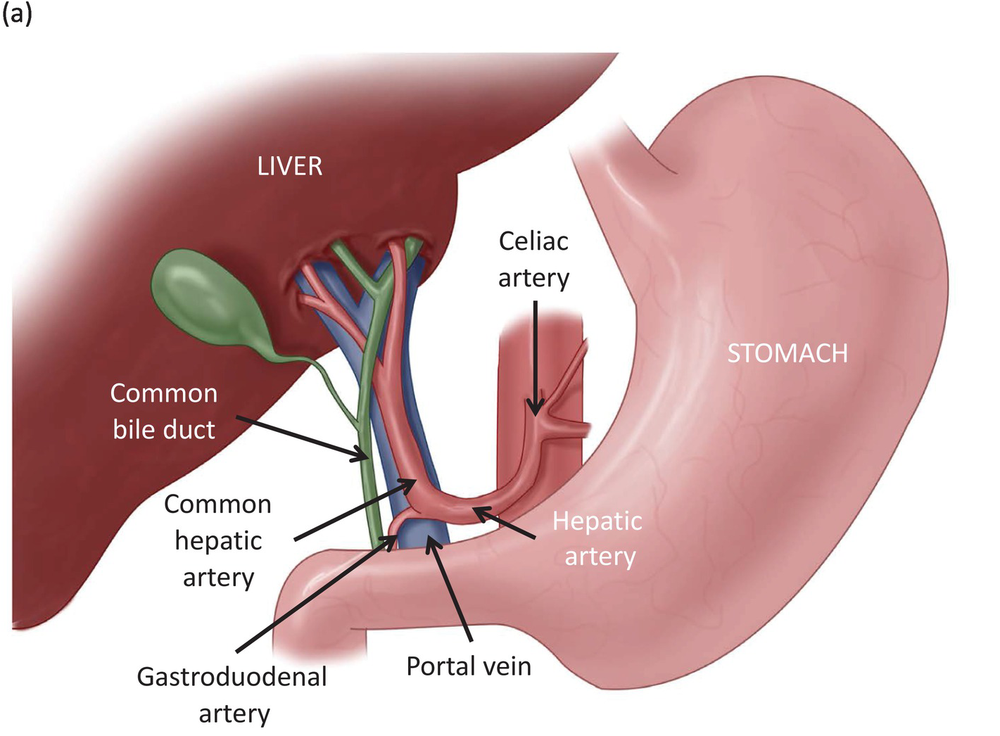 (a)
LIVER
Celiac
artery
STOMACH
Common
bile duct
Common
hepatic
artery
Hepatic
artery
Gastroduodenal
artery
Portal vein